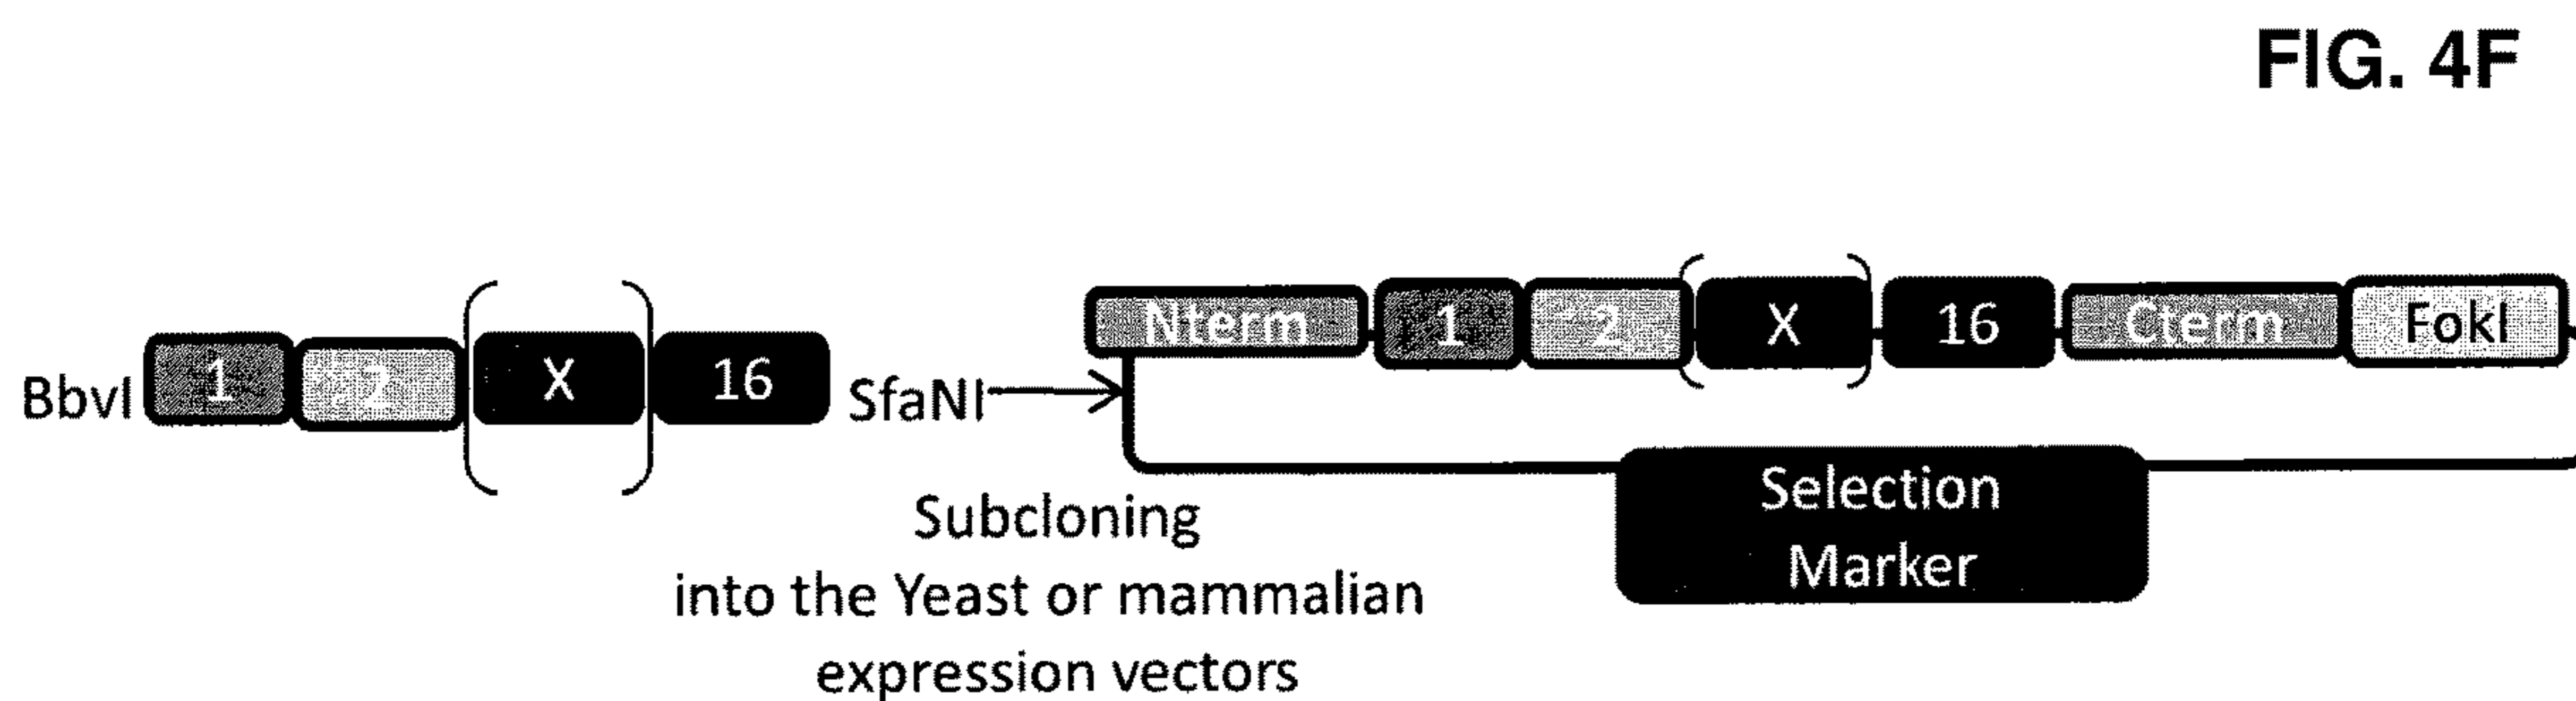 FIG. 4F
Nterm 1 2 X 16 Cterm FokI
BbvI 1 2 X 16 SfaNI
Selection
Marker
Subcloning
into the Yeast or mammalian
expression vectors